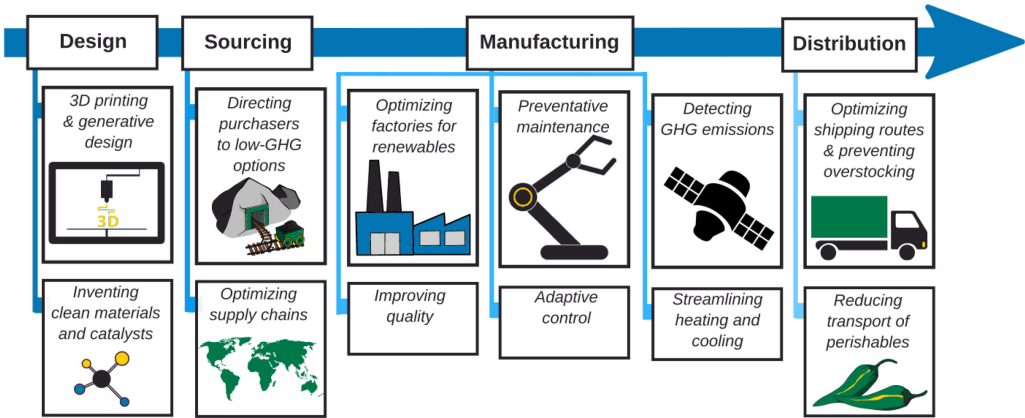 Design
Sourcing
Manufacturing
Distribution
3D printing
& generative
design
3D
Directing
purchasers
to low-GHG
options
Optimizing
factories for
renewables
Preventative
maintenance
Detecting
GHG emissions
Optimizing
shipping routes
& preventing
overstocking
Inventing
clean materials
and catalysts
Optimizing
supply chains
Improving
quality
Adaptive
control
Streamlining
heating and
cooling
Reducing
transport of
perishables